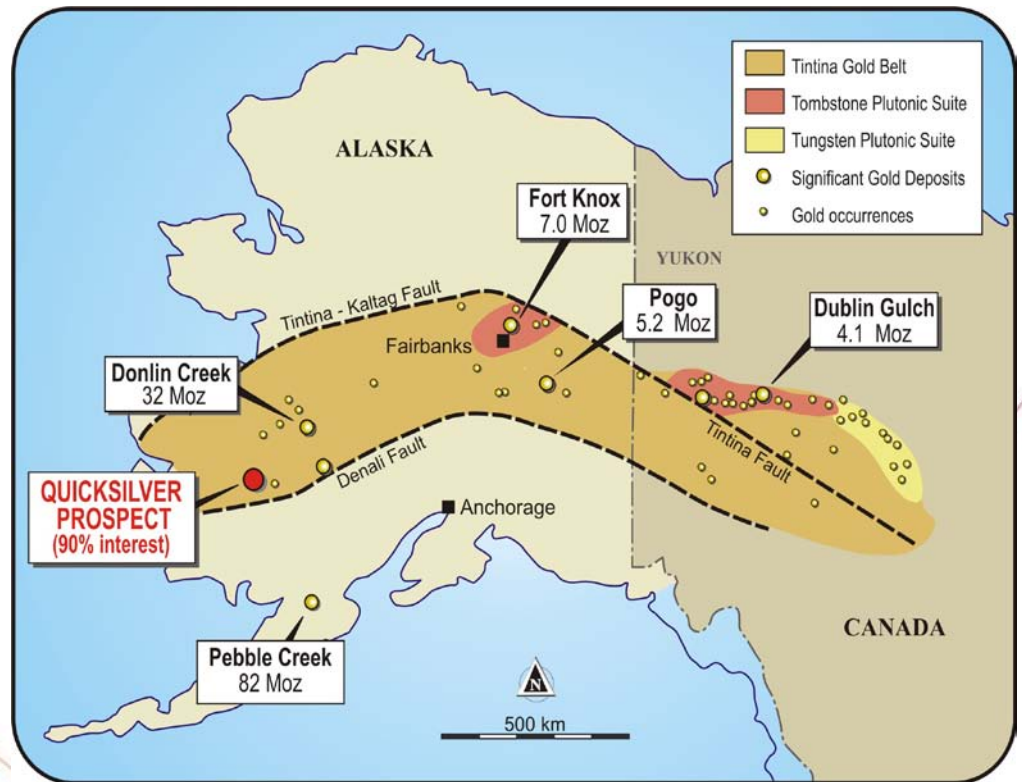 Tintina Gold Belt
Tombstone Plutonic Suite
Tungsten Plutonic Suite
Significant Gold Deposits
Gold occurrences
ALASKA
Fort Knox
7.0 Moz
YUKON
Tintina - Kaltag Fault
Pogo
5.2 Moz
Dublin Gulch
4.1 Moz
Fairbanks
Donlin Creek
32 Moz
Tintina Fault
Denali Fault
QUICKSILVER
PROSPECT
(90% interest)
Anchorage
CANADA
Pebble Creek
82 Moz
N
500 km